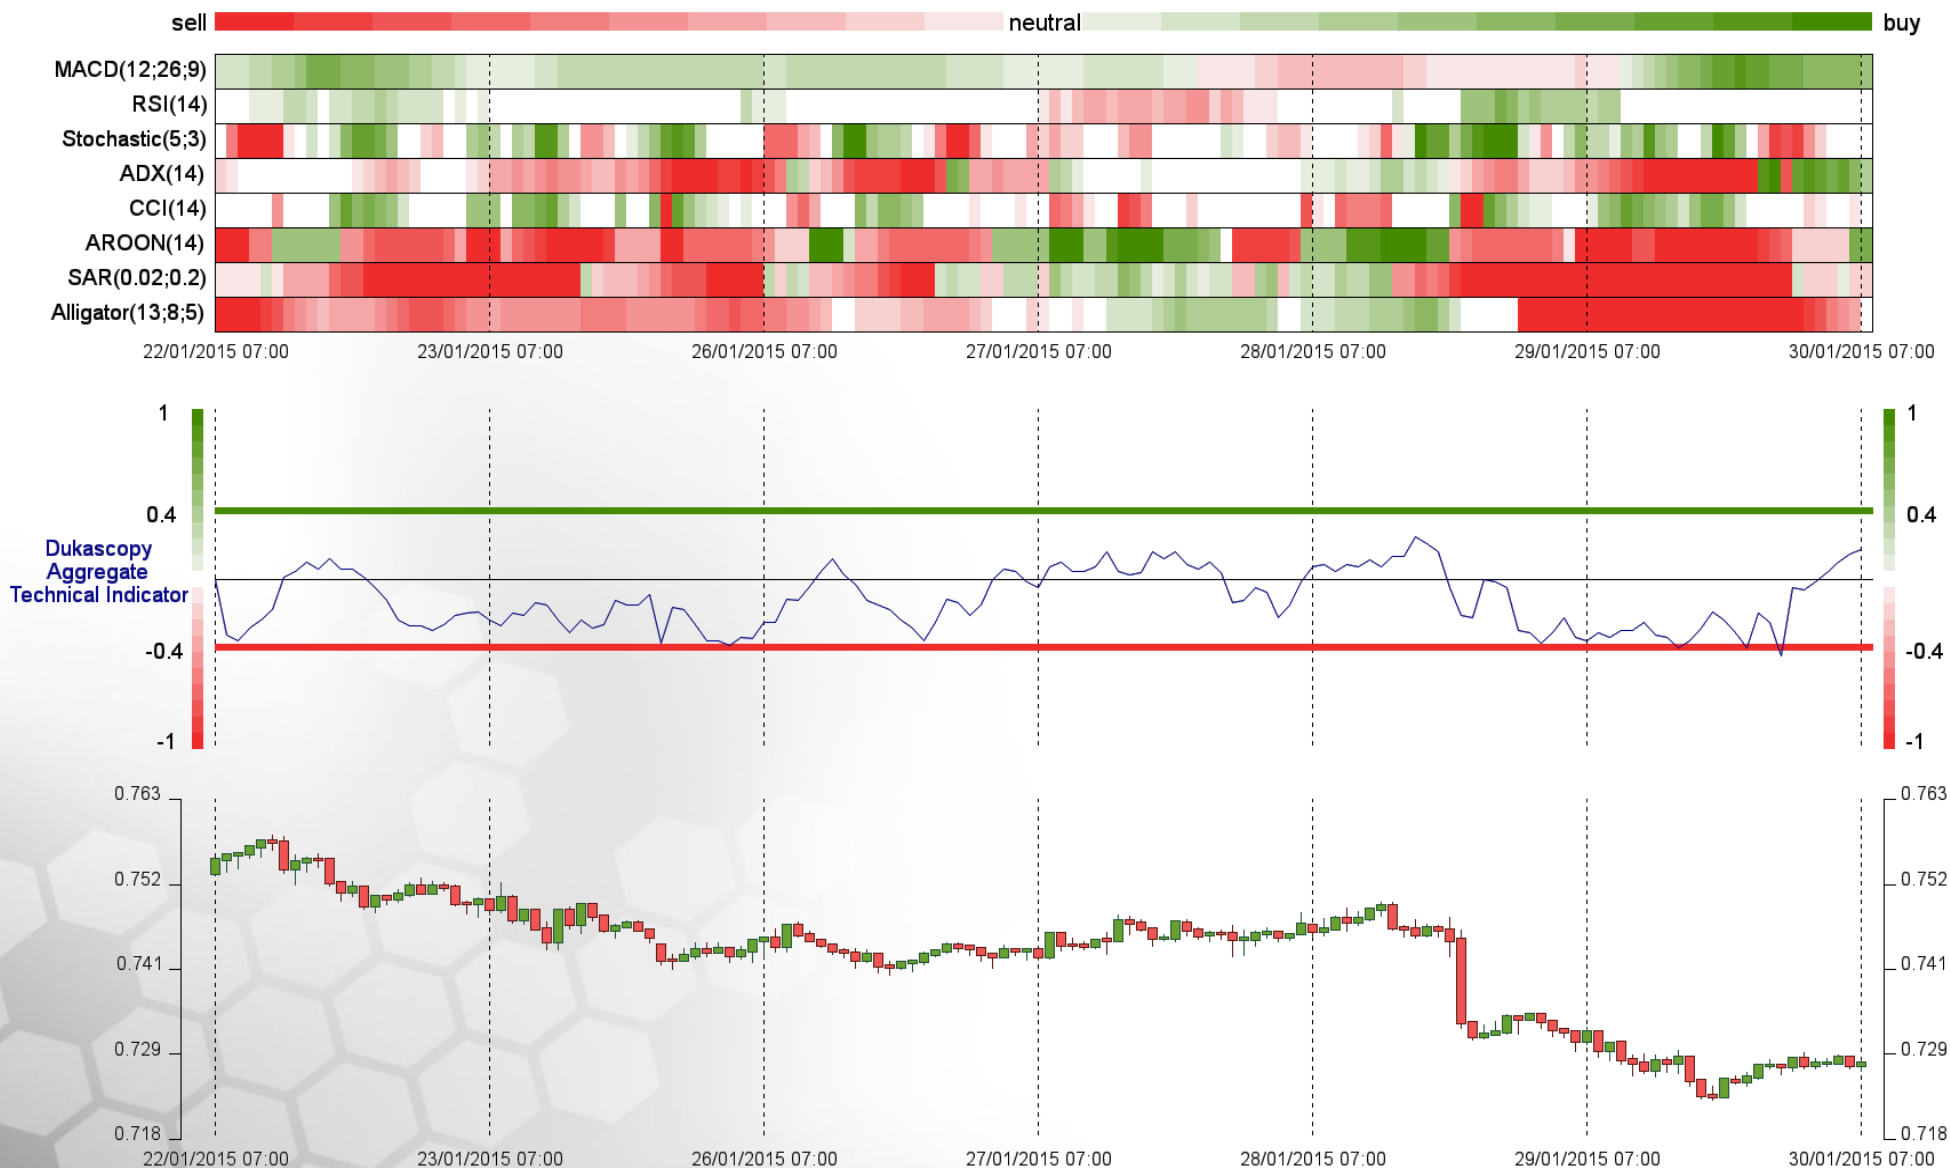 sell neutral buy
MACD(12;26;9)
RSI(14)
Stochastic(5;3)
ADX(14)
CCI(14)
AROON(14)
SAR(0.02;0.2)
Alligator(13;8;5)
22/01/2015 07:00 23/01/2015 07:00 26/01/2015 07:00 27/01/2015 07:00 28/01/2015 07:00 29/01/2015 07:00 30/01/2015 07:00
1 1
0.4 0.4
Dukascopy
Aggregate
Technical Indicator
-0.4 -0.4
-1 -1
0.763 0.763
0.752 0.752
0.741 0.741
0.729 0.729
0.718 0.718
22/01/2015 07:00 23/01/2015 07:00 26/01/2015 07:00 27/01/2015 07:00 28/01/2015 07:00 29/01/2015 07:00 30/01/2015 07:00